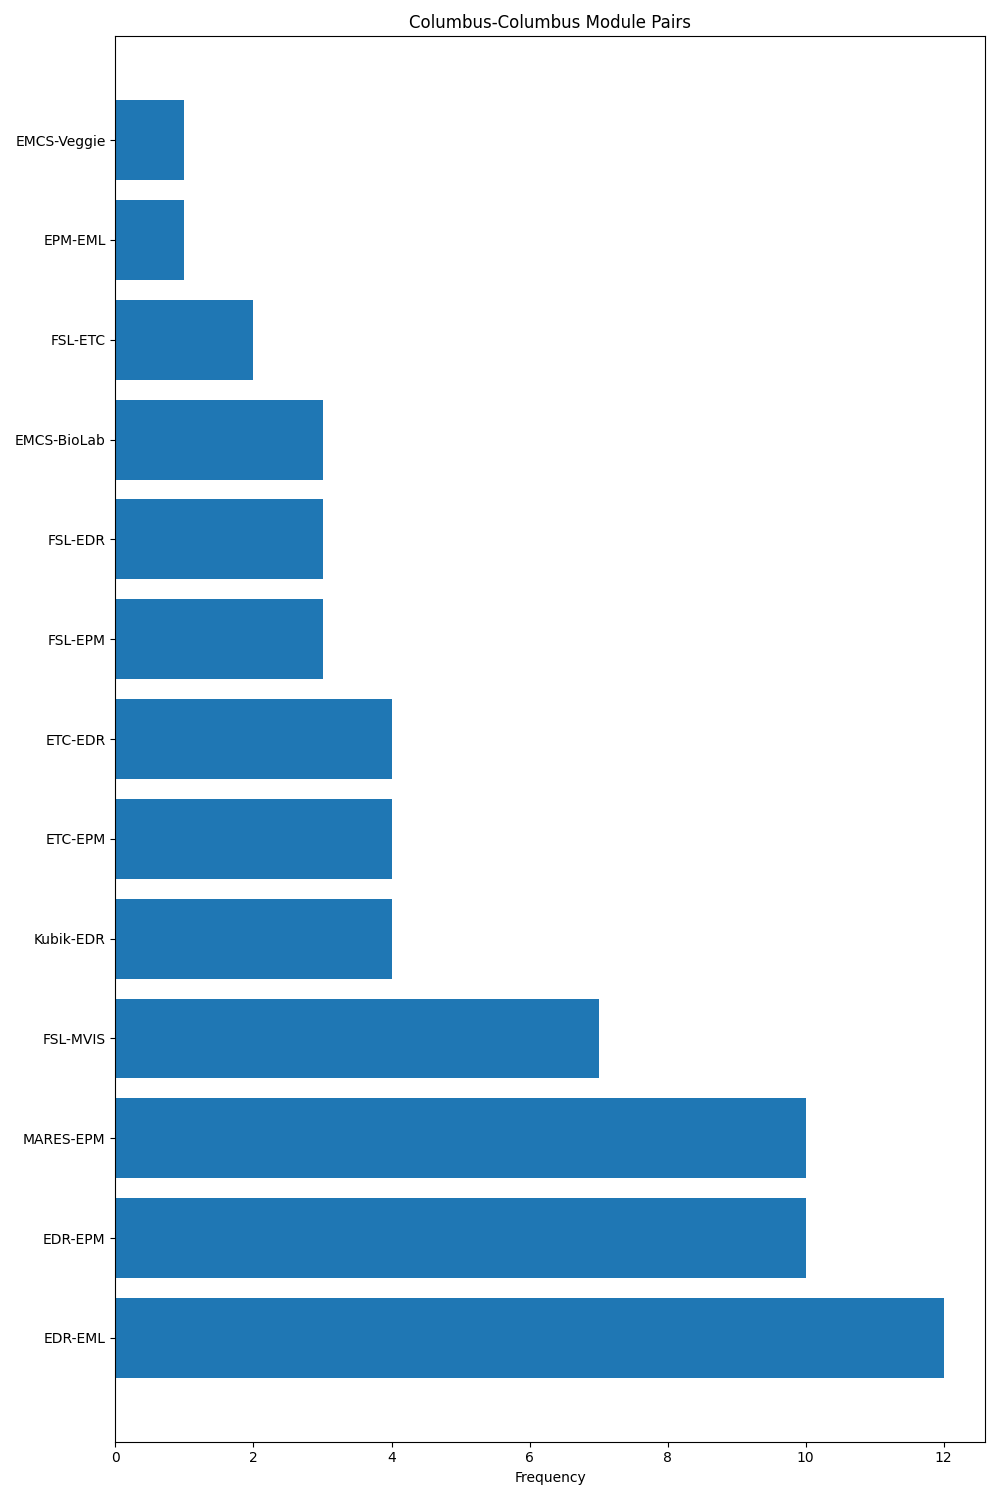 Columbus-Columbus Module Pairs
EMCS-Veggie
EPM-EML
FSL-ETC
EMCS-BioLab
FSL-EDR
FSL-EPM
ETC-EDR
ETC-EPM
Kubik-EDR
FSL-MVIS
MARES-EPM
EDR-EPM
EDR-EML
0 2 4 6 8 10 12
Frequency